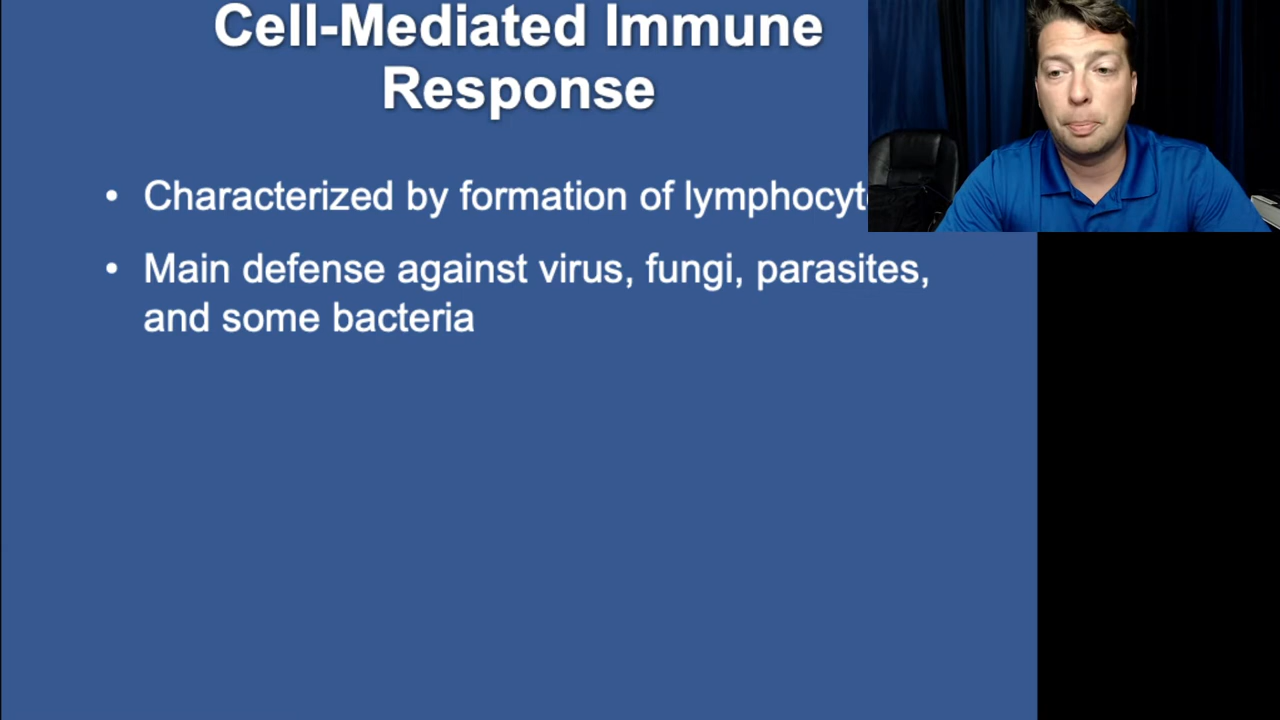 Cell-Mediated Immune
Response
• Characterized by formation of
• Main defense against virus, fungi, parasites,
and some bacteria